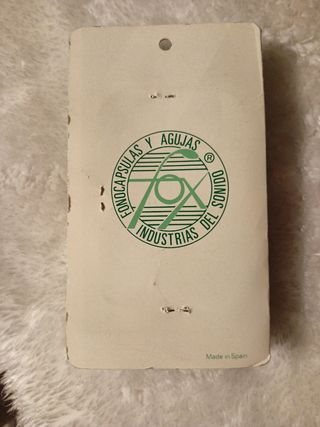 FONOCAPSULAS Y AGUJAS
FOX
®
INDUSTRIAS DEL SONIDO
Made in Spain